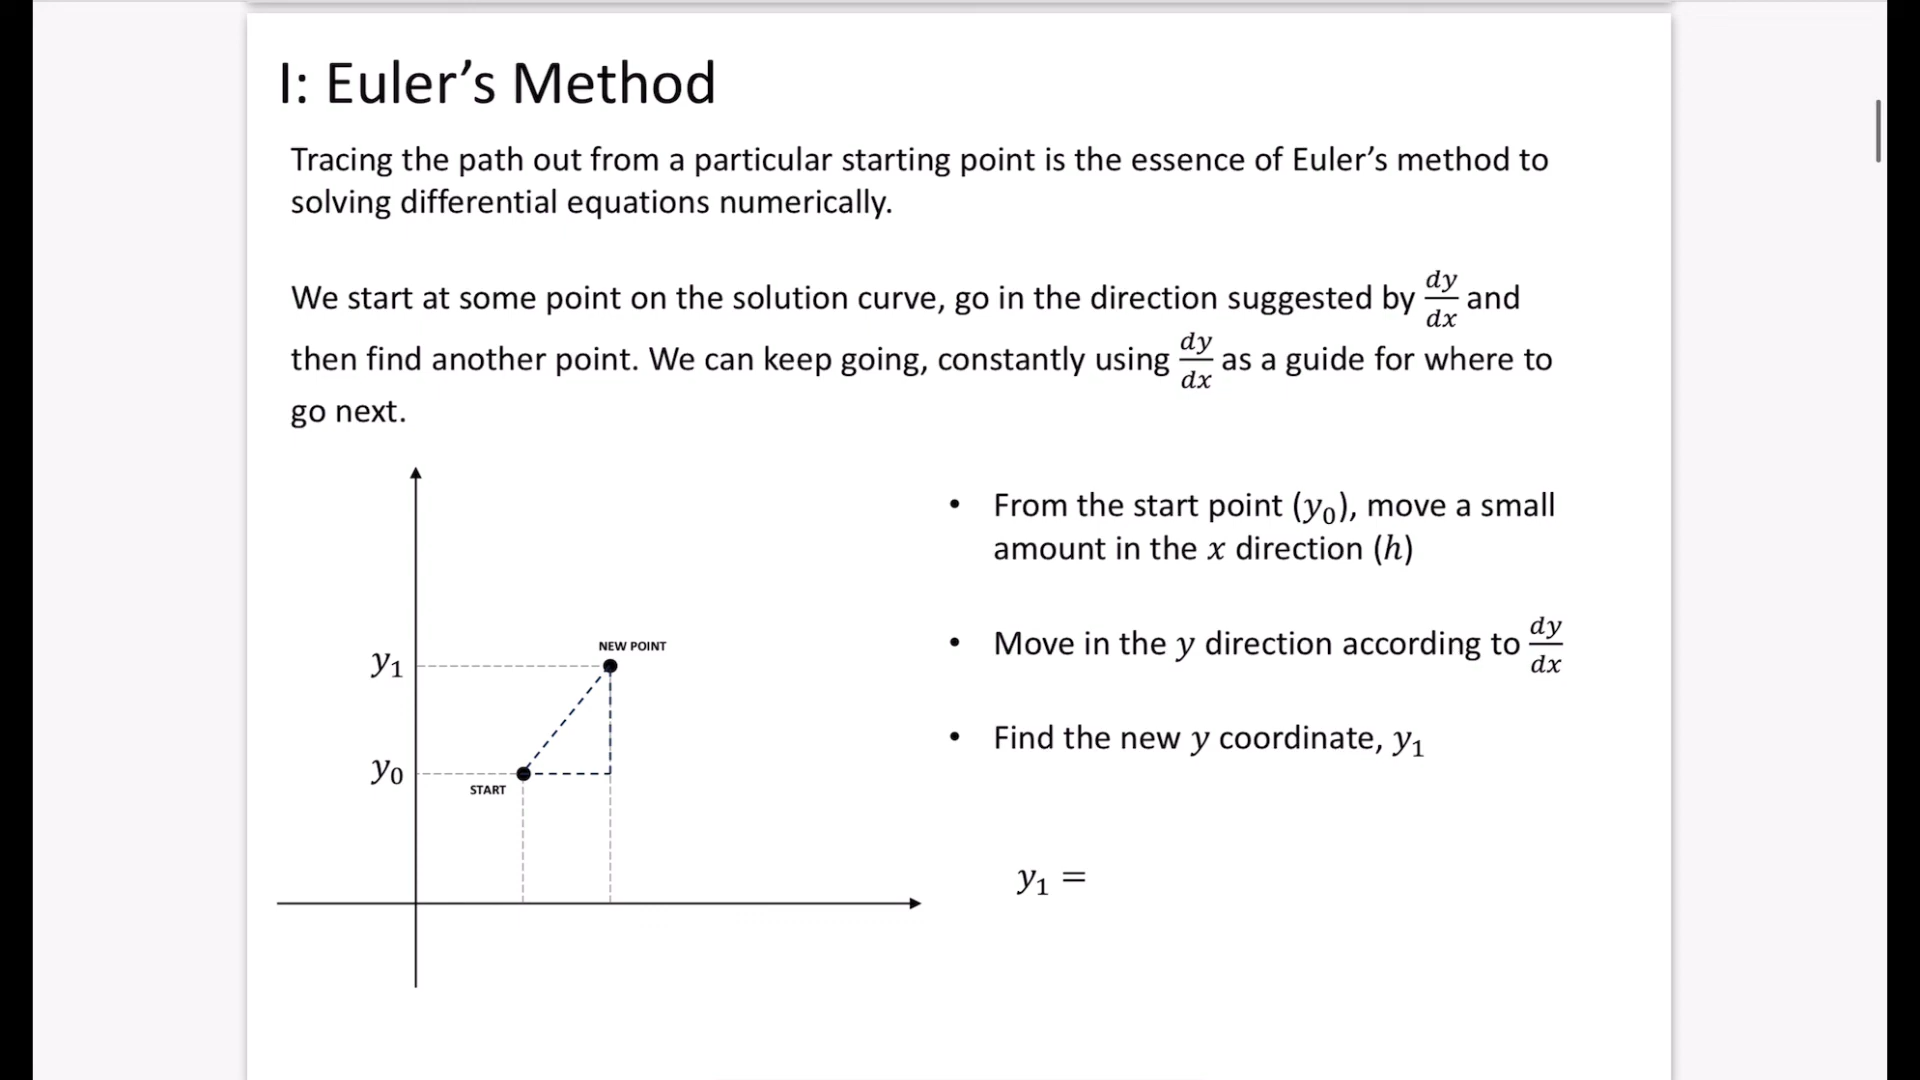 I: Euler’s Method
Tracing the path out from a particular starting point is the essence of Euler’s method to
solving differential equations numerically.
We start at some point on the solution curve, go in the direction suggested by dy/dx and
then find another point. We can keep going, constantly using dy/dx as a guide for where to
go next.
• From the start point (y₀), move a small
amount in the x direction (h)
• Move in the y direction according to dy/dx
• Find the new y coordinate, y₁
y₁ =
NEW POINT
y₁
y₀
START